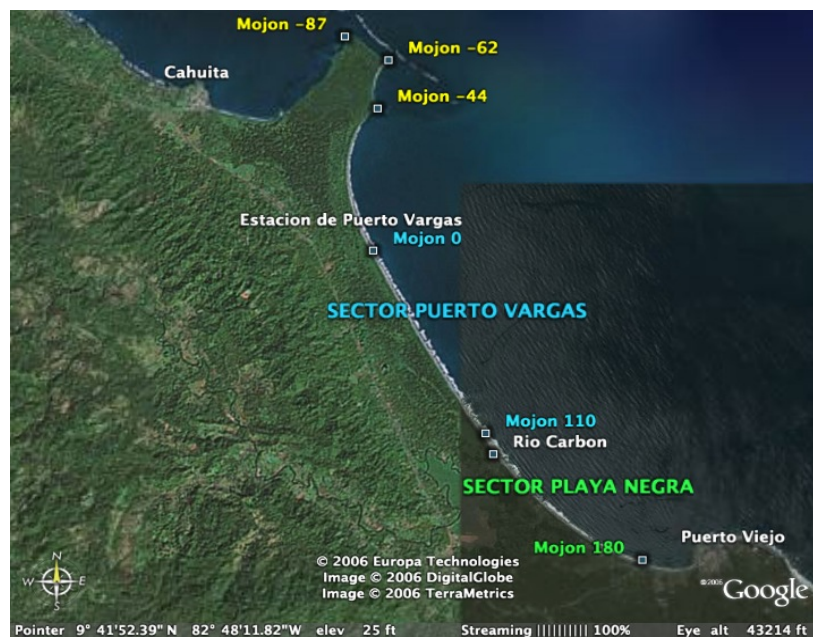 Mojon -87
Mojon -62
Cahuita
Mojon -44
Estacion de Puerto Vargas
Mojon 0
SECTOR PUERTO VARGAS
Mojon 110
Rio Carbon
SECTOR PLAYA NEGRA
Puerto Viejo
Mojon 180
N
W E
S
© 2006 Europa Technologies
Image © 2006 DigitalGlobe
Image © 2006 TerraMetrics
©2006 Google
Pointer 9° 41'52.39" N 82° 48'11.82"W elev 25 ft Streaming |||||||||| 100% Eye alt 43214 ft